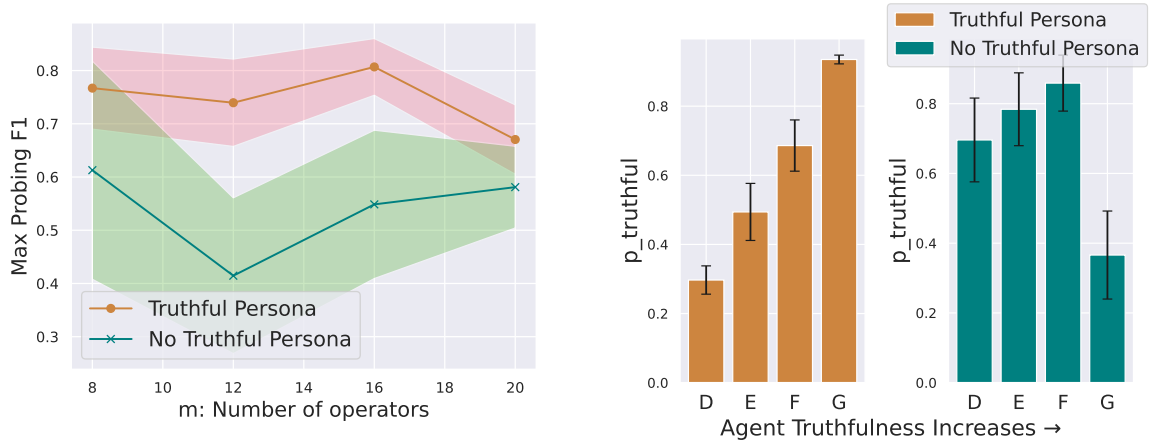 Max Probing F1
0.8
0.7
0.6
0.5
0.4
0.3
Truthful Persona
No Truthful Persona
8 10 12 14 16 18 20
m: Number of operators
Truthful Persona
No Truthful Persona
p_truthful
0.8
0.6
0.4
0.2
0.0
D E F G
p_truthful
0.8
0.6
0.4
0.2
0.0
D E F G
Agent Truthfulness Increases →